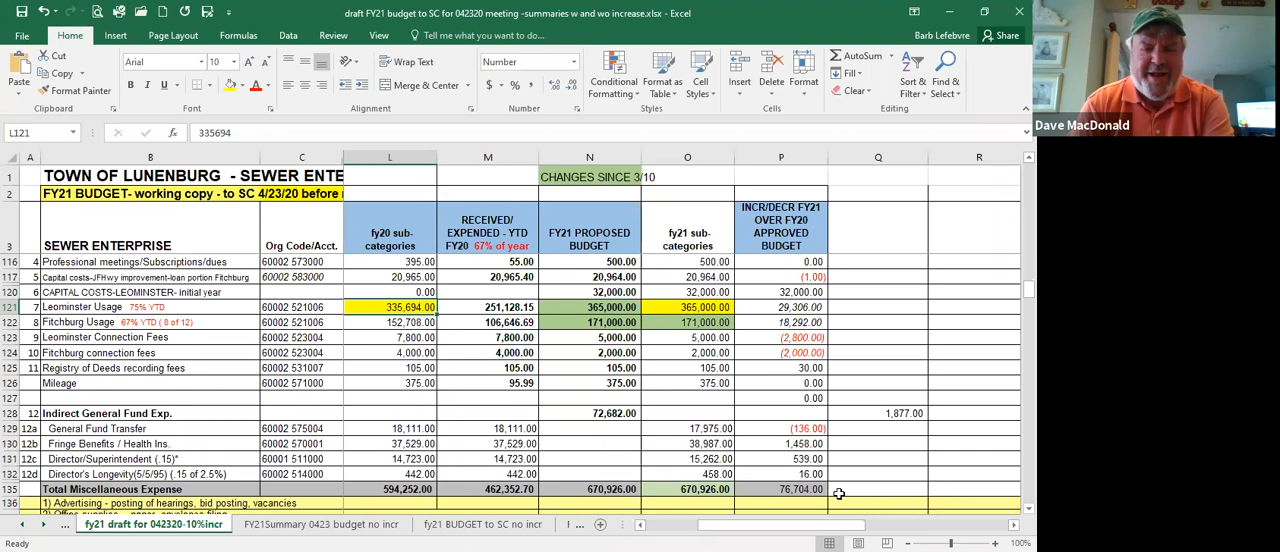 draft FY21 budget to SC for 042320 meeting -summaries w and wo increase.xlsx - Excel
File Home Insert Page Layout Formulas Data Review View Tell me what you want to do... Barb Lefebvre Share
Cut Arial 10 Wrap Text Number AutoSum
Copy Fill
Paste Format Painter B I U Merge & Center $ % , Conditional Formatting Format as Table Cell Styles Insert Delete Format Clear Sort & Filter Find & Select
Clipboard Font Alignment Number Styles Cells Editing
Dave MacDonald
L121 fx 335694
A B C L M N O P Q R
1 TOWN OF LUNENBURG - SEWER ENTE CHANGES SINCE 3/10
2 FY21 BUDGET- working copy - to SC 4/23/20 before
3 SEWER ENTERPRISE Org Code/Acct. fy20 sub-categories RECEIVED/ EXPENDED - YTD FY20 67% of year FY21 PROPOSED BUDGET fy21 sub-categories INCR/DECR FY21 OVER FY20 APPROVED BUDGET
116 4 Professional meetings/Subscriptions/dues 60002 573000 395.00 55.00 500.00 500.00 0.00
117 5 Capital costs-JFHwy improvement-loan portion Fitchburg 60002 583000 20,965.00 20,965.40 20,964.00 20,964.00 (1.00)
120 6 CAPITAL COSTS-LEOMINSTER- initial year 0.00 32,000.00 32,000.00 32,000.00
121 7 Leominster Usage 75% YTD 60002 521006 335,694.00 251,128.15 365,000.00 365,000.00 29,306.00
122 8 Fitchburg Usage 67% YTD ( 8 of 12) 60002 521006 152,708.00 106,646.69 171,000.00 171,000.00 18,292.00
123 9 Leominster Connection Fees 60002 523004 7,800.00 7,800.00 5,000.00 5,000.00 (2,800.00)
124 10 Fitchburg connection fees 60002 523004 4,000.00 4,000.00 2,000.00 2,000.00 (2,000.00)
125 11 Registry of Deeds recording fees 60002 531007 105.00 105.00 105.00 105.00 30.00
126 Mileage 60002 571000 375.00 95.99 375.00 375.00 0.00
127 0.00
128 12 Indirect General Fund Exp. 72,682.00 1,877.00
129 12a General Fund Transfer 60002 575004 18,111.00 18,111.00 17,975.00 (136.00)
130 12b Fringe Benefits / Health Ins. 60002 570001 37,529.00 37,529.00 38,987.00 1,458.00
131 12c Director/Superintendent (.15)* 60001 511000 14,723.00 14,723.00 15,262.00 539.00
132 12d Director's Longevity(5/5/95) (.15 of 2.5%) 60002 514000 442.00 442.00 458.00 16.00
135 Total Miscellaneous Expense 594,252.00 462,352.70 670,926.00 670,926.00 76,704.00
136 1) Advertising - posting of hearings, bid posting, vacancies
... fy21 draft for 042320-10%incr FY21Summary 0423 budget no incr fy21 BUDGET to SC no incr ...
Ready 100%